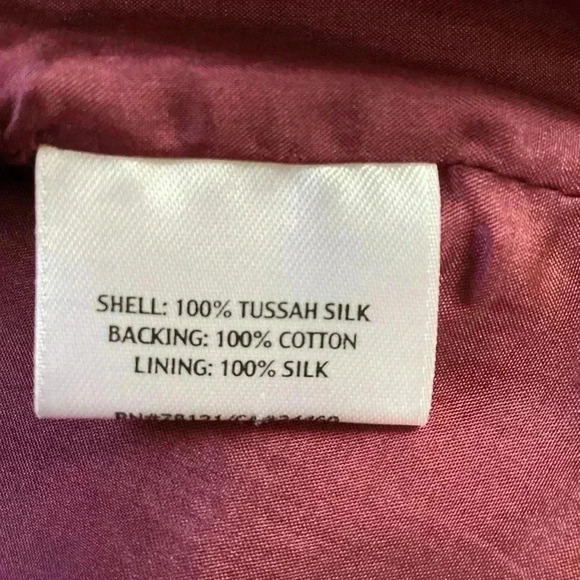 SHELL: 100% TUSSAH SILK
BACKING: 100% COTTON
LINING: 100% SILK